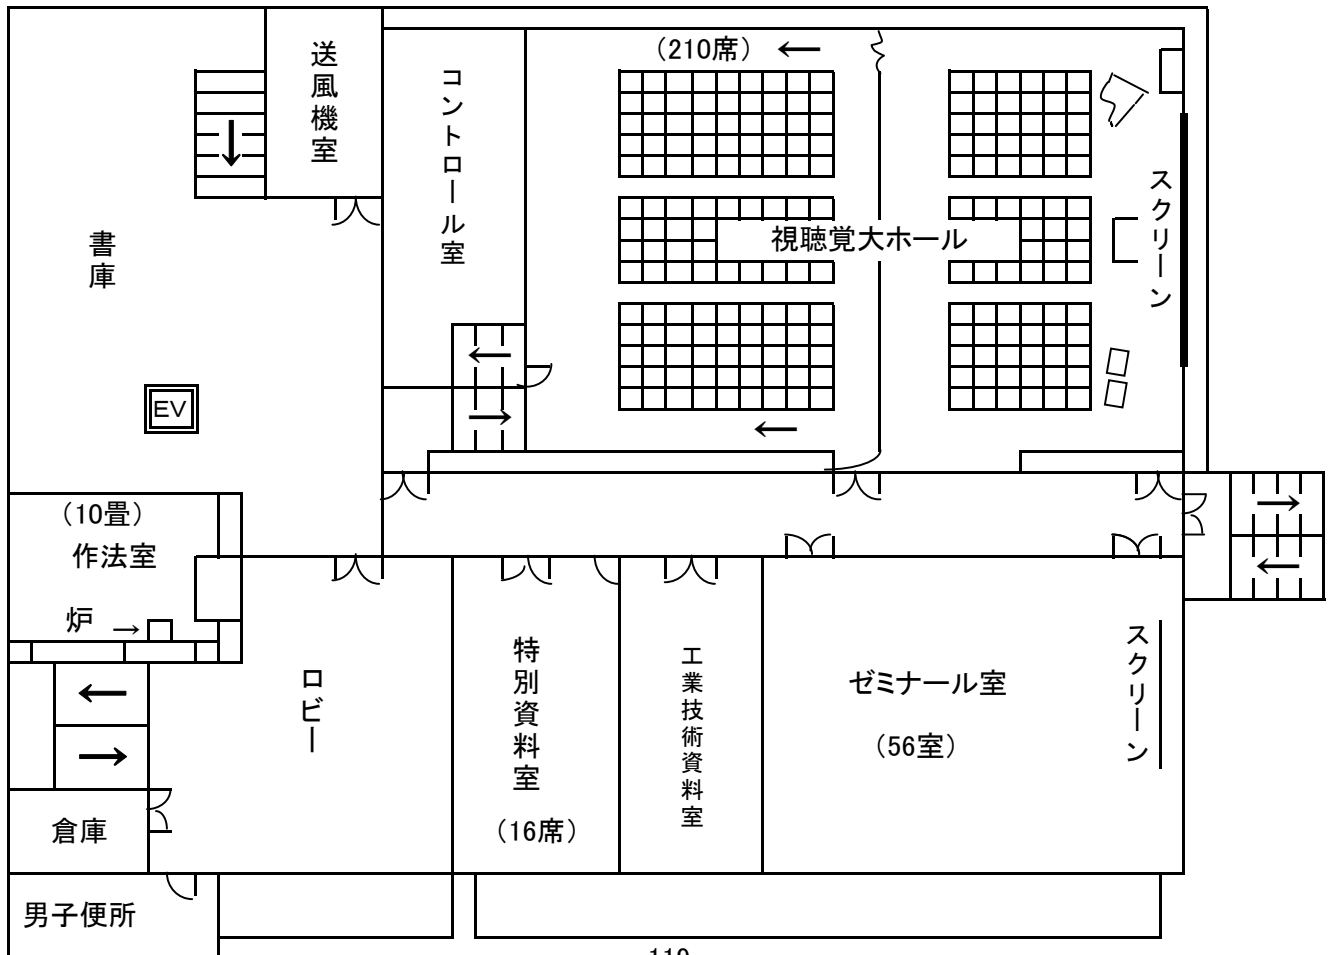 送風機室
コントロール室
（210席）
←
↓
書庫
視聴覚大ホール
スクリーン
←
→
EV
←
（10畳）
作法室
→
←
炉 →
ロビー
特別資料室
（16席）
工業技術資料室
ゼミナール室
（56室）
スクリーン
←
→
倉庫
男子便所